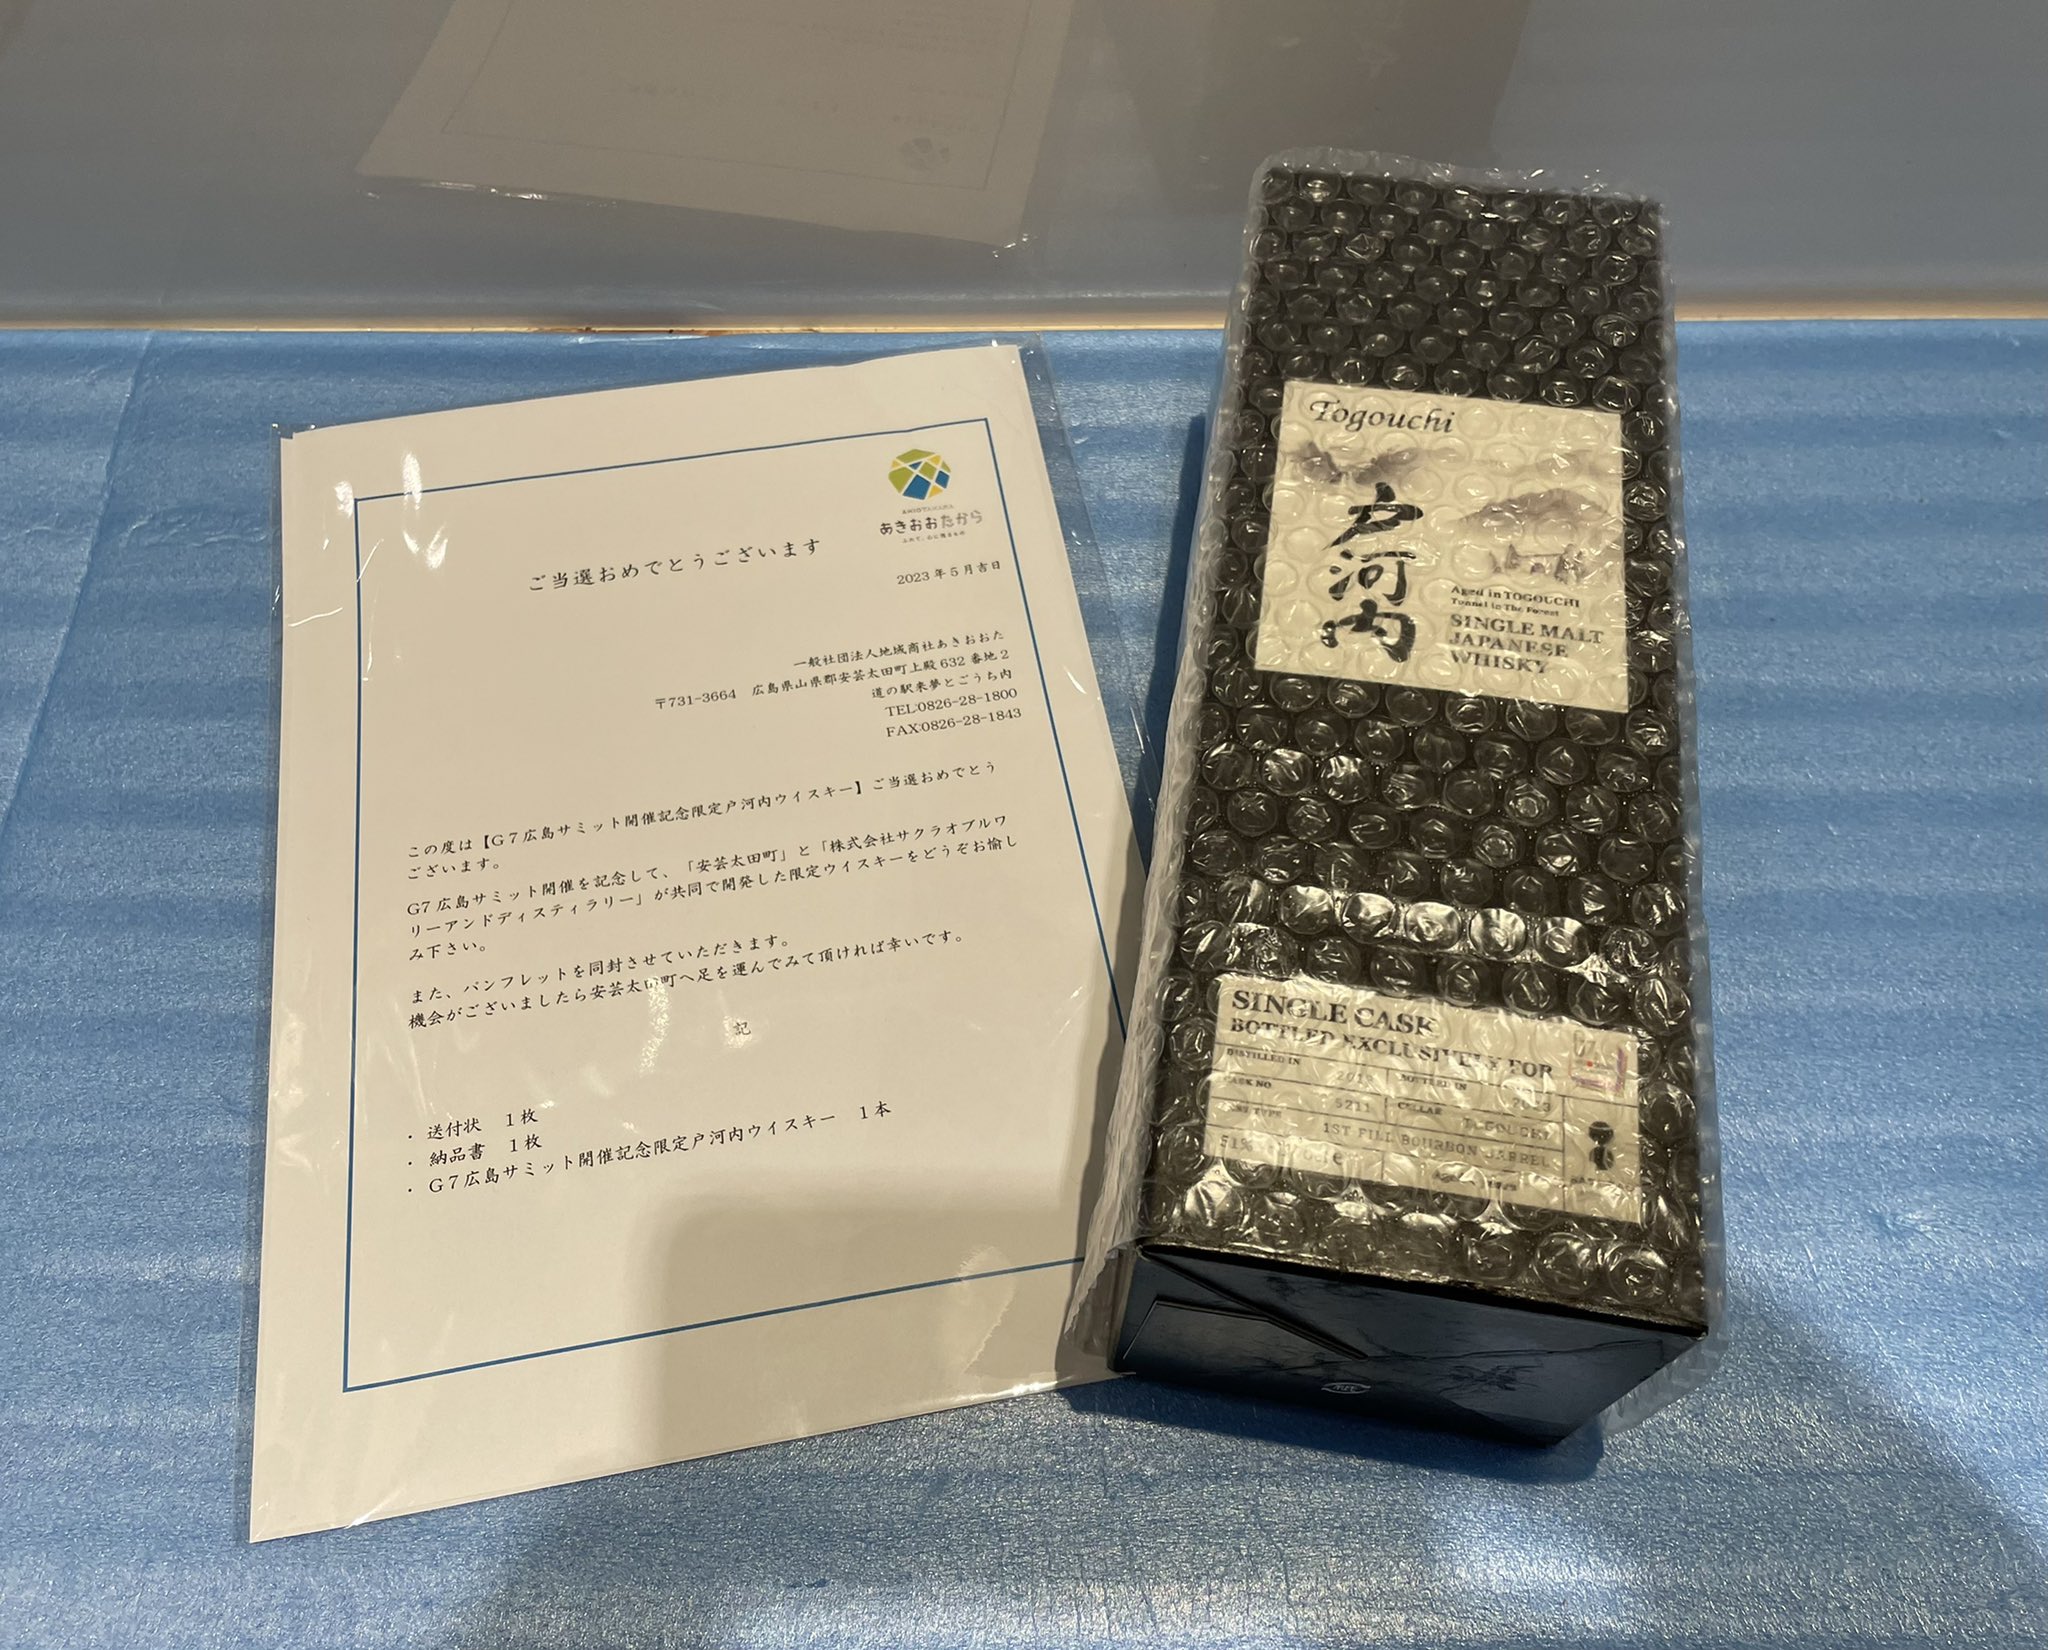 あきおおたから
ご当選おめでとうございます
2023年5月吉日
一般社団法人地域商社あきおおた
〒731-3664 広島県山県郡安芸太田町上殿632番地2
道の駅来夢とごうち内
TEL:0826-28-1800
FAX:0826-28-1843
この度は【G7広島サミット開催記念限定戸河内ウイスキー】ご当選おめでとう
ございます。
G7広島サミット開催を記念して、「安芸太田町」と「株式会社サクラオブルワ
リーアンドディスティラリー」が共同で開発した限定ウイスキーをどうぞお愉し
み下さい。
また、パンフレットを同封させていただきます。
機会がございましたら安芸太田町へ足を運んでみて頂ければ幸いです。
記
・送付状 1枚
・納品書 1枚
・G7広島サミット開催記念限定戸河内ウイスキー 1本
Togouchi
戸河内
Aged in TOGOUCHI
Tunnel in The Forest
SINGLE MALT
JAPANESE
WHISKY
SINGLE CASK
BOTTLED EXCLUSIVELY FOR
DISTILLED IN BOTTLED IN 2023
CASK NO 5211 CELLAR TOGOUCHI
CASK TYPE 1ST FILL BOURBON BARREL
51%